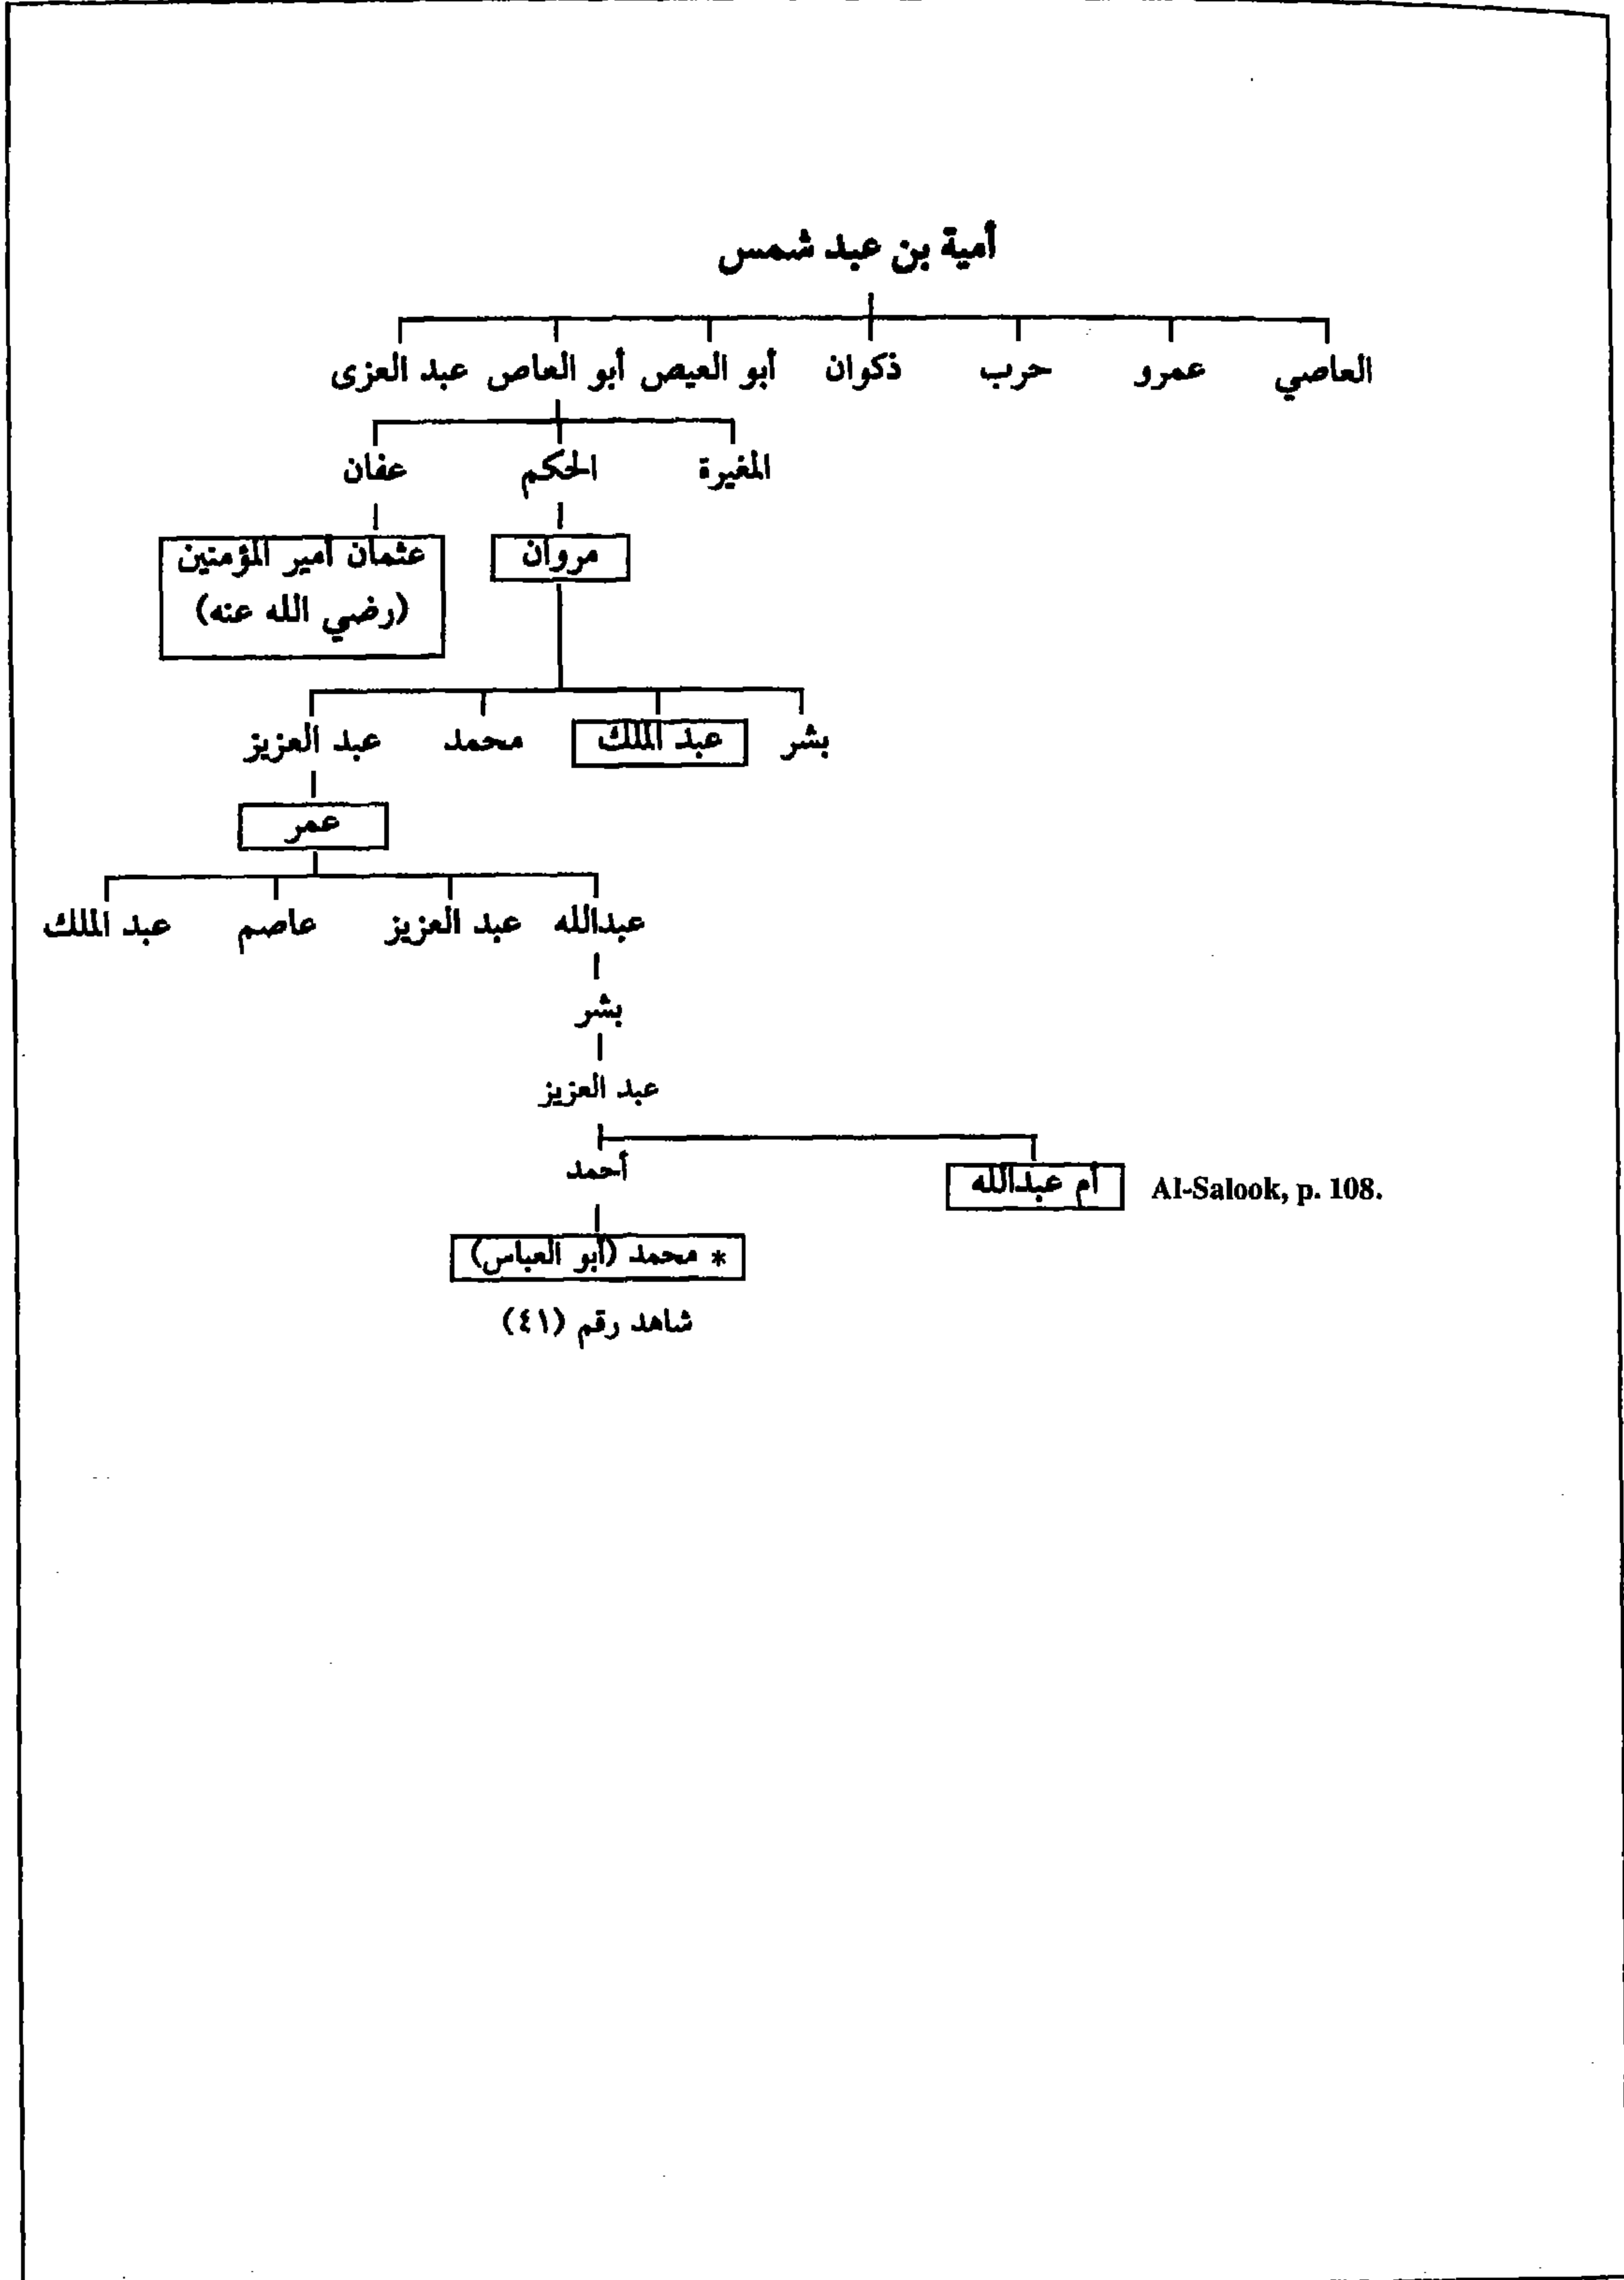 أمية بن عبد شمس
العاصي عمرو حرب ذكوان أبو العيص أبو العاص عبد العزى
المغيرة الحكم عفان
مروان عثمان أمير المؤمنين
(رضي الله عنه)
بشر عبد الملك محمد عبد العزيز
عمر
عبدالله عبد العزيز عاصم عبد الملك
بشر
عبد العزيز
أحمد
أم عبدالله Al-Salook, p. 108.
* محمد (أبو العباس)
شاهد رقم (٤١)